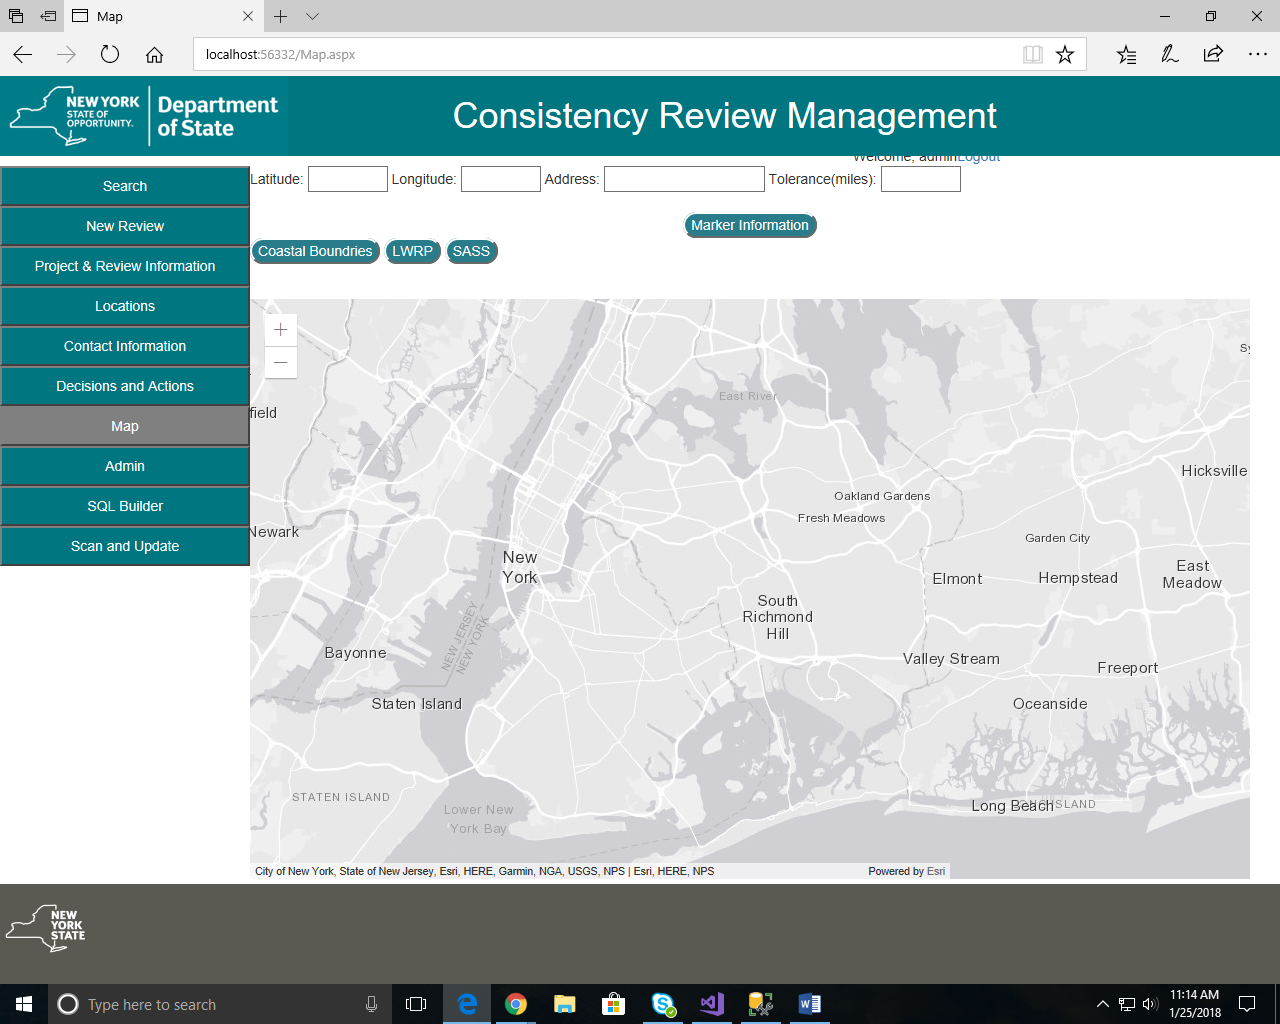 Map
localhost:56332/Map.aspx
NEW YORK
STATE OF
OPPORTUNITY.
Department
of State
Consistency Review Management
Welcome, adminLogout
Search
New Review
Project & Review Information
Locations
Contact Information
Decisions and Actions
Map
Admin
SQL Builder
Scan and Update
Latitude: Longitude: Address: Tolerance(miles):
Marker Information
Coastal Boundries LWRP SASS
+
−
East River
Sy
field
Hicksville
Oakland Gardens
Fresh Meadows
Newark
Garden City
New
York
East
Meadow
Elmont
Hempstead
South
Richmond
Hill
NEW JERSEY
NEW YORK
Bayonne
Valley Stream
Freeport
Staten Island
Oceanside
STATEN ISLAND
Lower New
York Bay
Long Beach
ISLAND
City of New York, State of New Jersey, Esri, HERE, Garmin, NGA, USGS, NPS | Esri, HERE, NPS
Powered by Esri
NEW
YORK
STATE
Type here to search
11:14 AM
1/25/2018